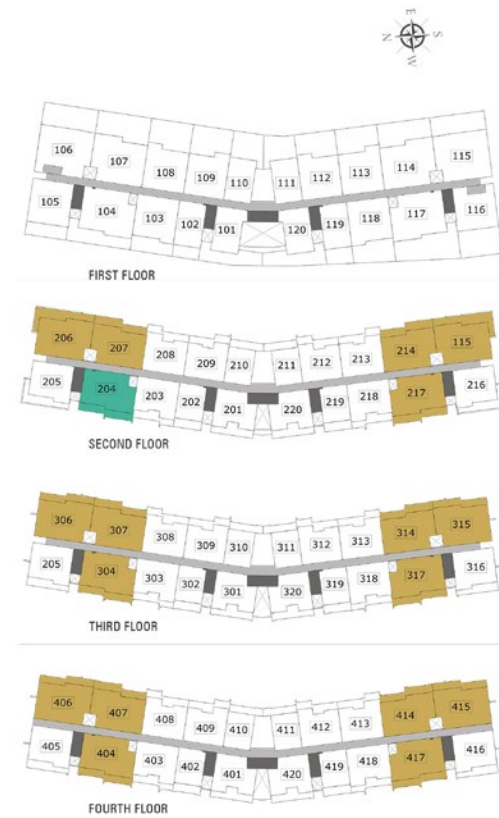 E
N S
W
106 107 108 109 110 111 112 113 114 115
105 104 103 102 101 120 119 118 117 116
FIRST FLOOR
206 207 208 209 210 211 212 213 214 115
205 204 203 202 201 220 219 218 217 216
SECOND FLOOR
306 307 308 309 310 311 312 313 314 315
205 304 303 302 301 320 319 318 317 316
THIRD FLOOR
406 407 408 409 410 411 412 413 414 415
405 404 403 402 401 420 419 418 417 416
FOURTH FLOOR